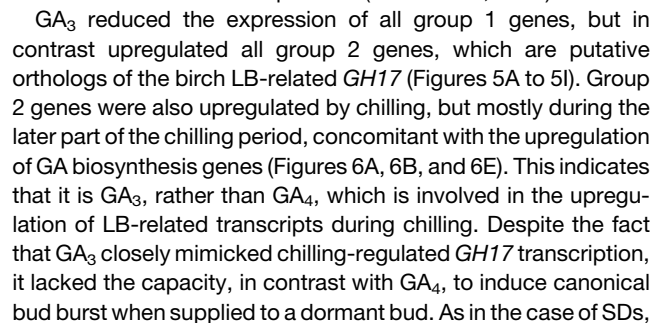 GA3 reduced the expression of all group 1 genes, but in
contrast upregulated all group 2 genes, which are putative
orthologs of the birch LB-related GH17 (Figures 5A to 5I). Group
2 genes were also upregulated by chilling, but mostly during the
later part of the chilling period, concomitant with the upregulation
of GA biosynthesis genes (Figures 6A, 6B, and 6E). This indicates
that it is GA3, rather than GA4, which is involved in the upregu-
lation of LB-related transcripts during chilling. Despite the fact
that GA3 closely mimicked chilling-regulated GH17 transcription,
it lacked the capacity, in contrast with GA4, to induce canonical
bud burst when supplied to a dormant bud. As in the case of SDs,